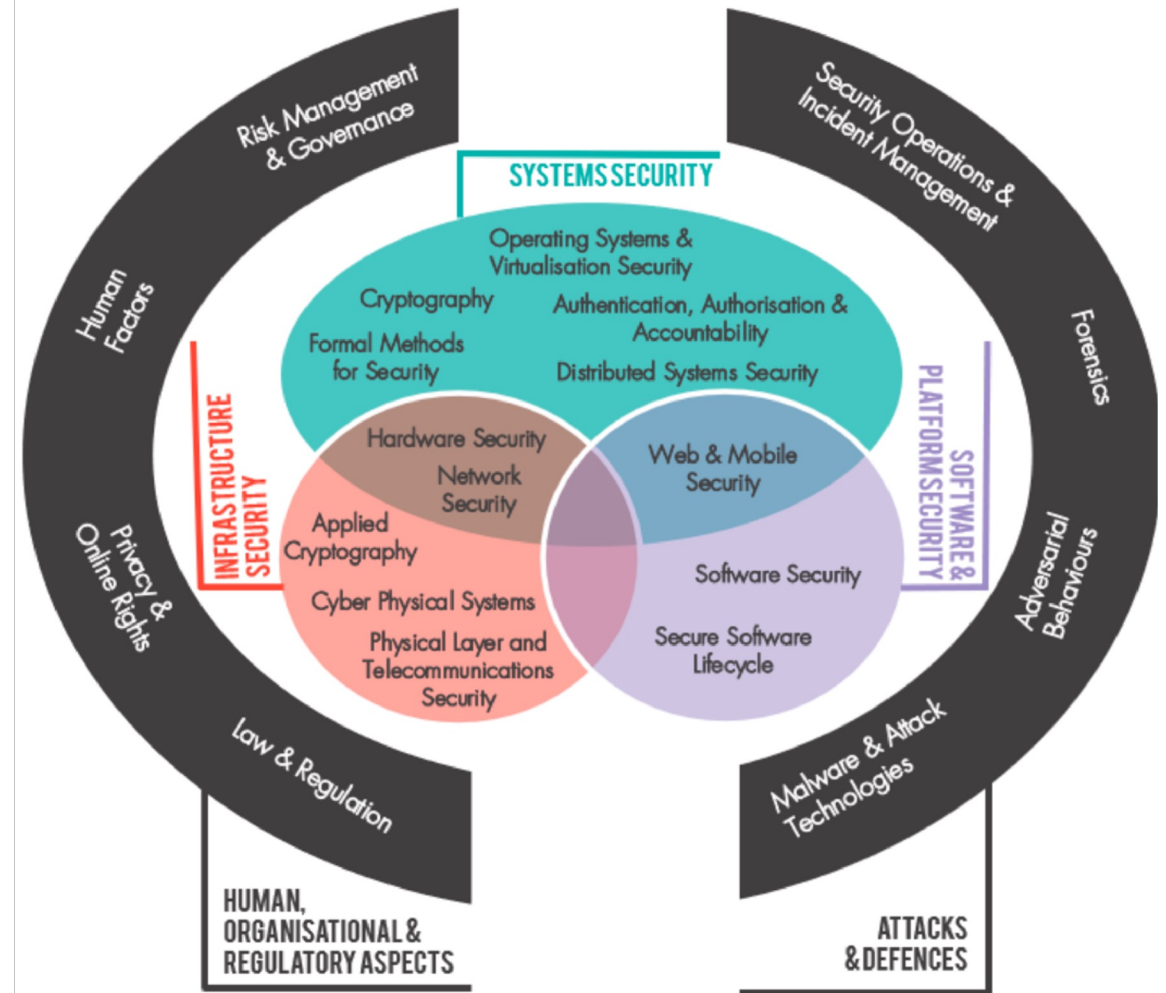 Risk Management
& Governance
Human
Factors
Privacy &
Online Rights
Law & Regulation
HUMAN,
ORGANISATIONAL &
REGULATORY ASPECTS
SYSTEMS SECURITY
Operating Systems &
Virtualisation Security
Cryptography
Authentication, Authorisation &
Accountability
Formal Methods
for Security
Distributed Systems Security
INFRASTRUCTURE
SECURITY
Hardware Security
Network
Security
Applied
Cryptography
Cyber Physical Systems
Physical Layer and
Telecommunications
Security
Web & Mobile
Security
Software Security
Secure Software
Lifecycle
SOFTWARE &
PLATFORM SECURITY
Security Operations &
Incident Management
Forensics
Adversarial
Behaviours
Malware & Attack
Technologies
ATTACKS
& DEFENCES